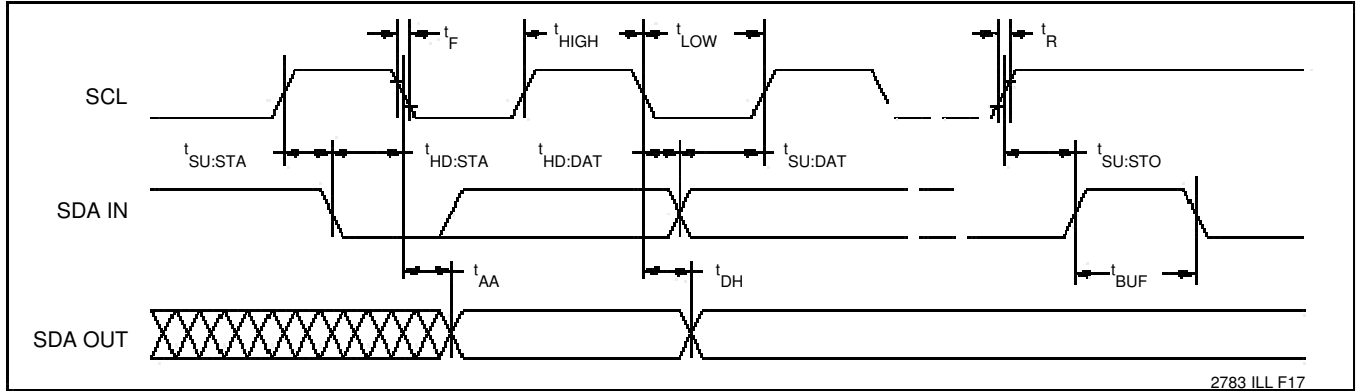 tF tHIGH tLOW tR
SCL
tSU:STA tHD:STA tHD:DAT tSU:DAT tSU:STO
SDA IN
tAA tDH tBUF
SDA OUT
2783 ILL F17